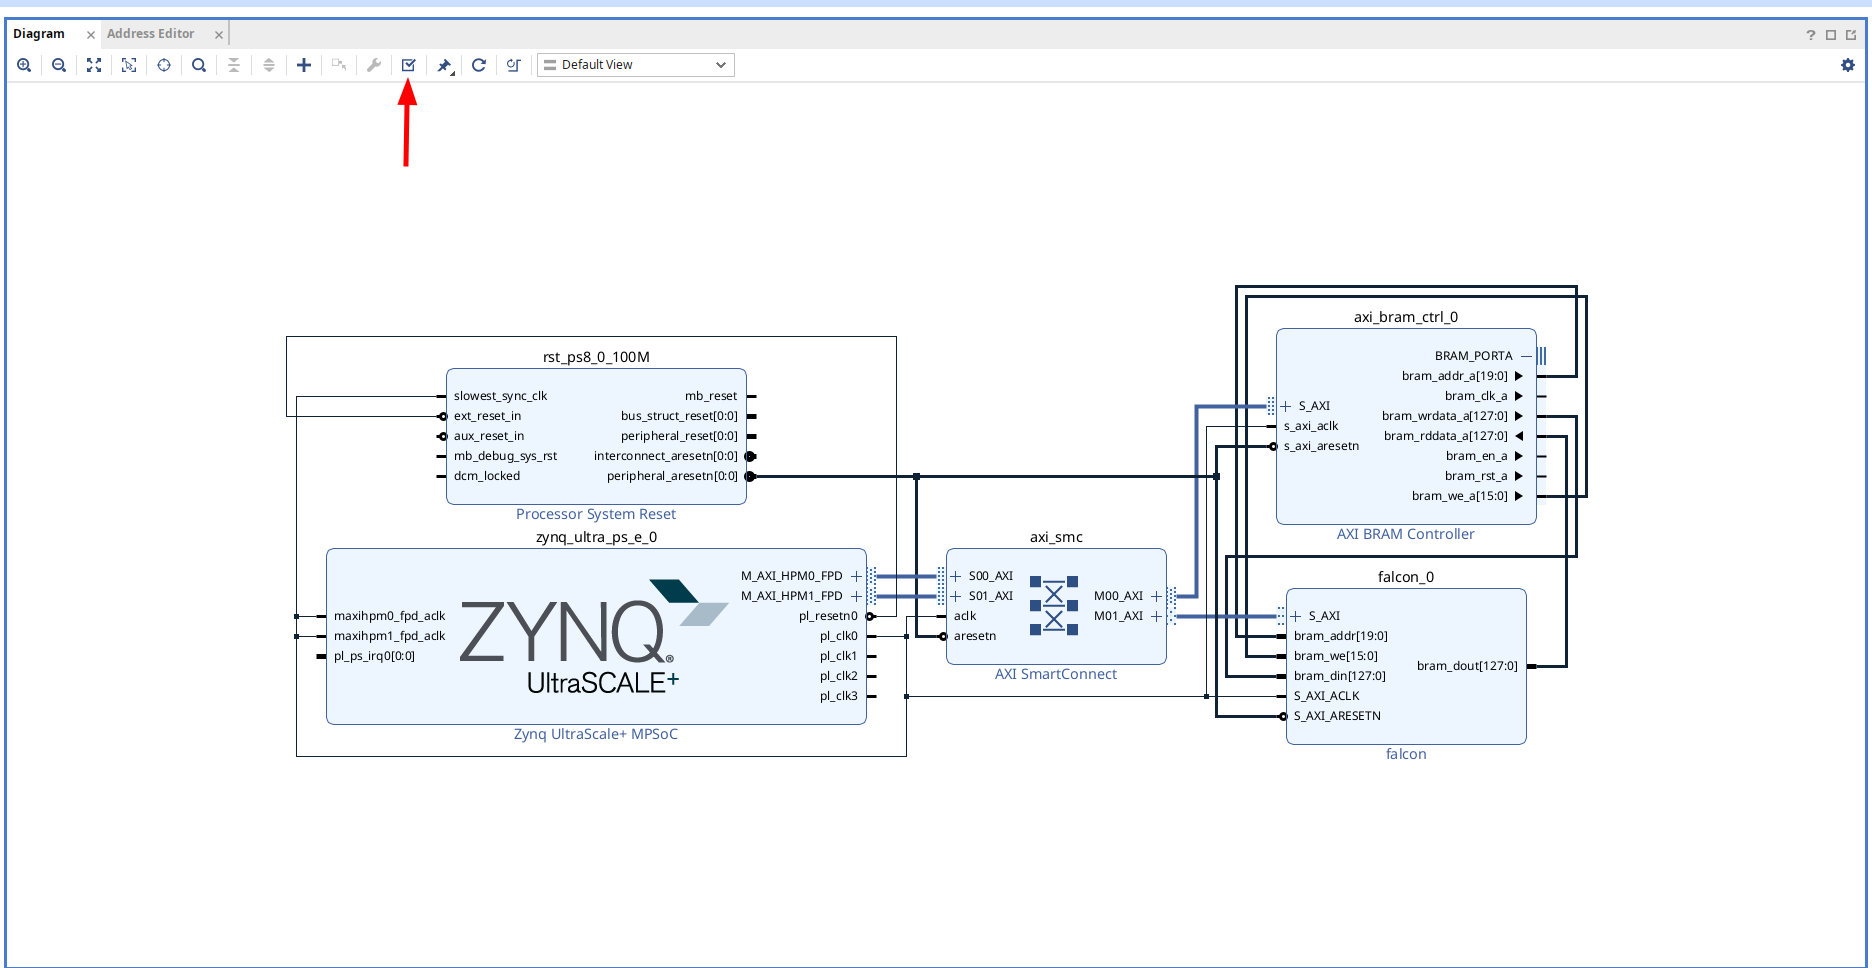 Diagram
Address Editor
?
Default View
rst_ps8_0_100M
slowest_sync_clk
ext_reset_in
aux_reset_in
mb_debug_sys_rst
dcm_locked
mb_reset
bus_struct_reset[0:0]
peripheral_reset[0:0]
interconnect_aresetn[0:0]
peripheral_aresetn[0:0]
Processor System Reset
zynq_ultra_ps_e_0
maxihpm0_fpd_aclk
maxihpm1_fpd_aclk
pl_ps_irq0[0:0]
ZYNQ®
UltraSCALE+
M_AXI_HPM0_FPD
M_AXI_HPM1_FPD
pl_resetn0
pl_clk0
pl_clk1
pl_clk2
pl_clk3
Zynq UltraScale+ MPSoC
axi_smc
S00_AXI
S01_AXI
aclk
aresetn
M00_AXI
M01_AXI
AXI SmartConnect
axi_bram_ctrl_0
S_AXI
s_axi_aclk
s_axi_aresetn
BRAM_PORTA
bram_addr_a[19:0]
bram_clk_a
bram_wrdata_a[127:0]
bram_rddata_a[127:0]
bram_en_a
bram_rst_a
bram_we_a[15:0]
AXI BRAM Controller
falcon_0
S_AXI
bram_addr[19:0]
bram_we[15:0]
bram_din[127:0]
S_AXI_ACLK
S_AXI_ARESETN
bram_dout[127:0]
falcon